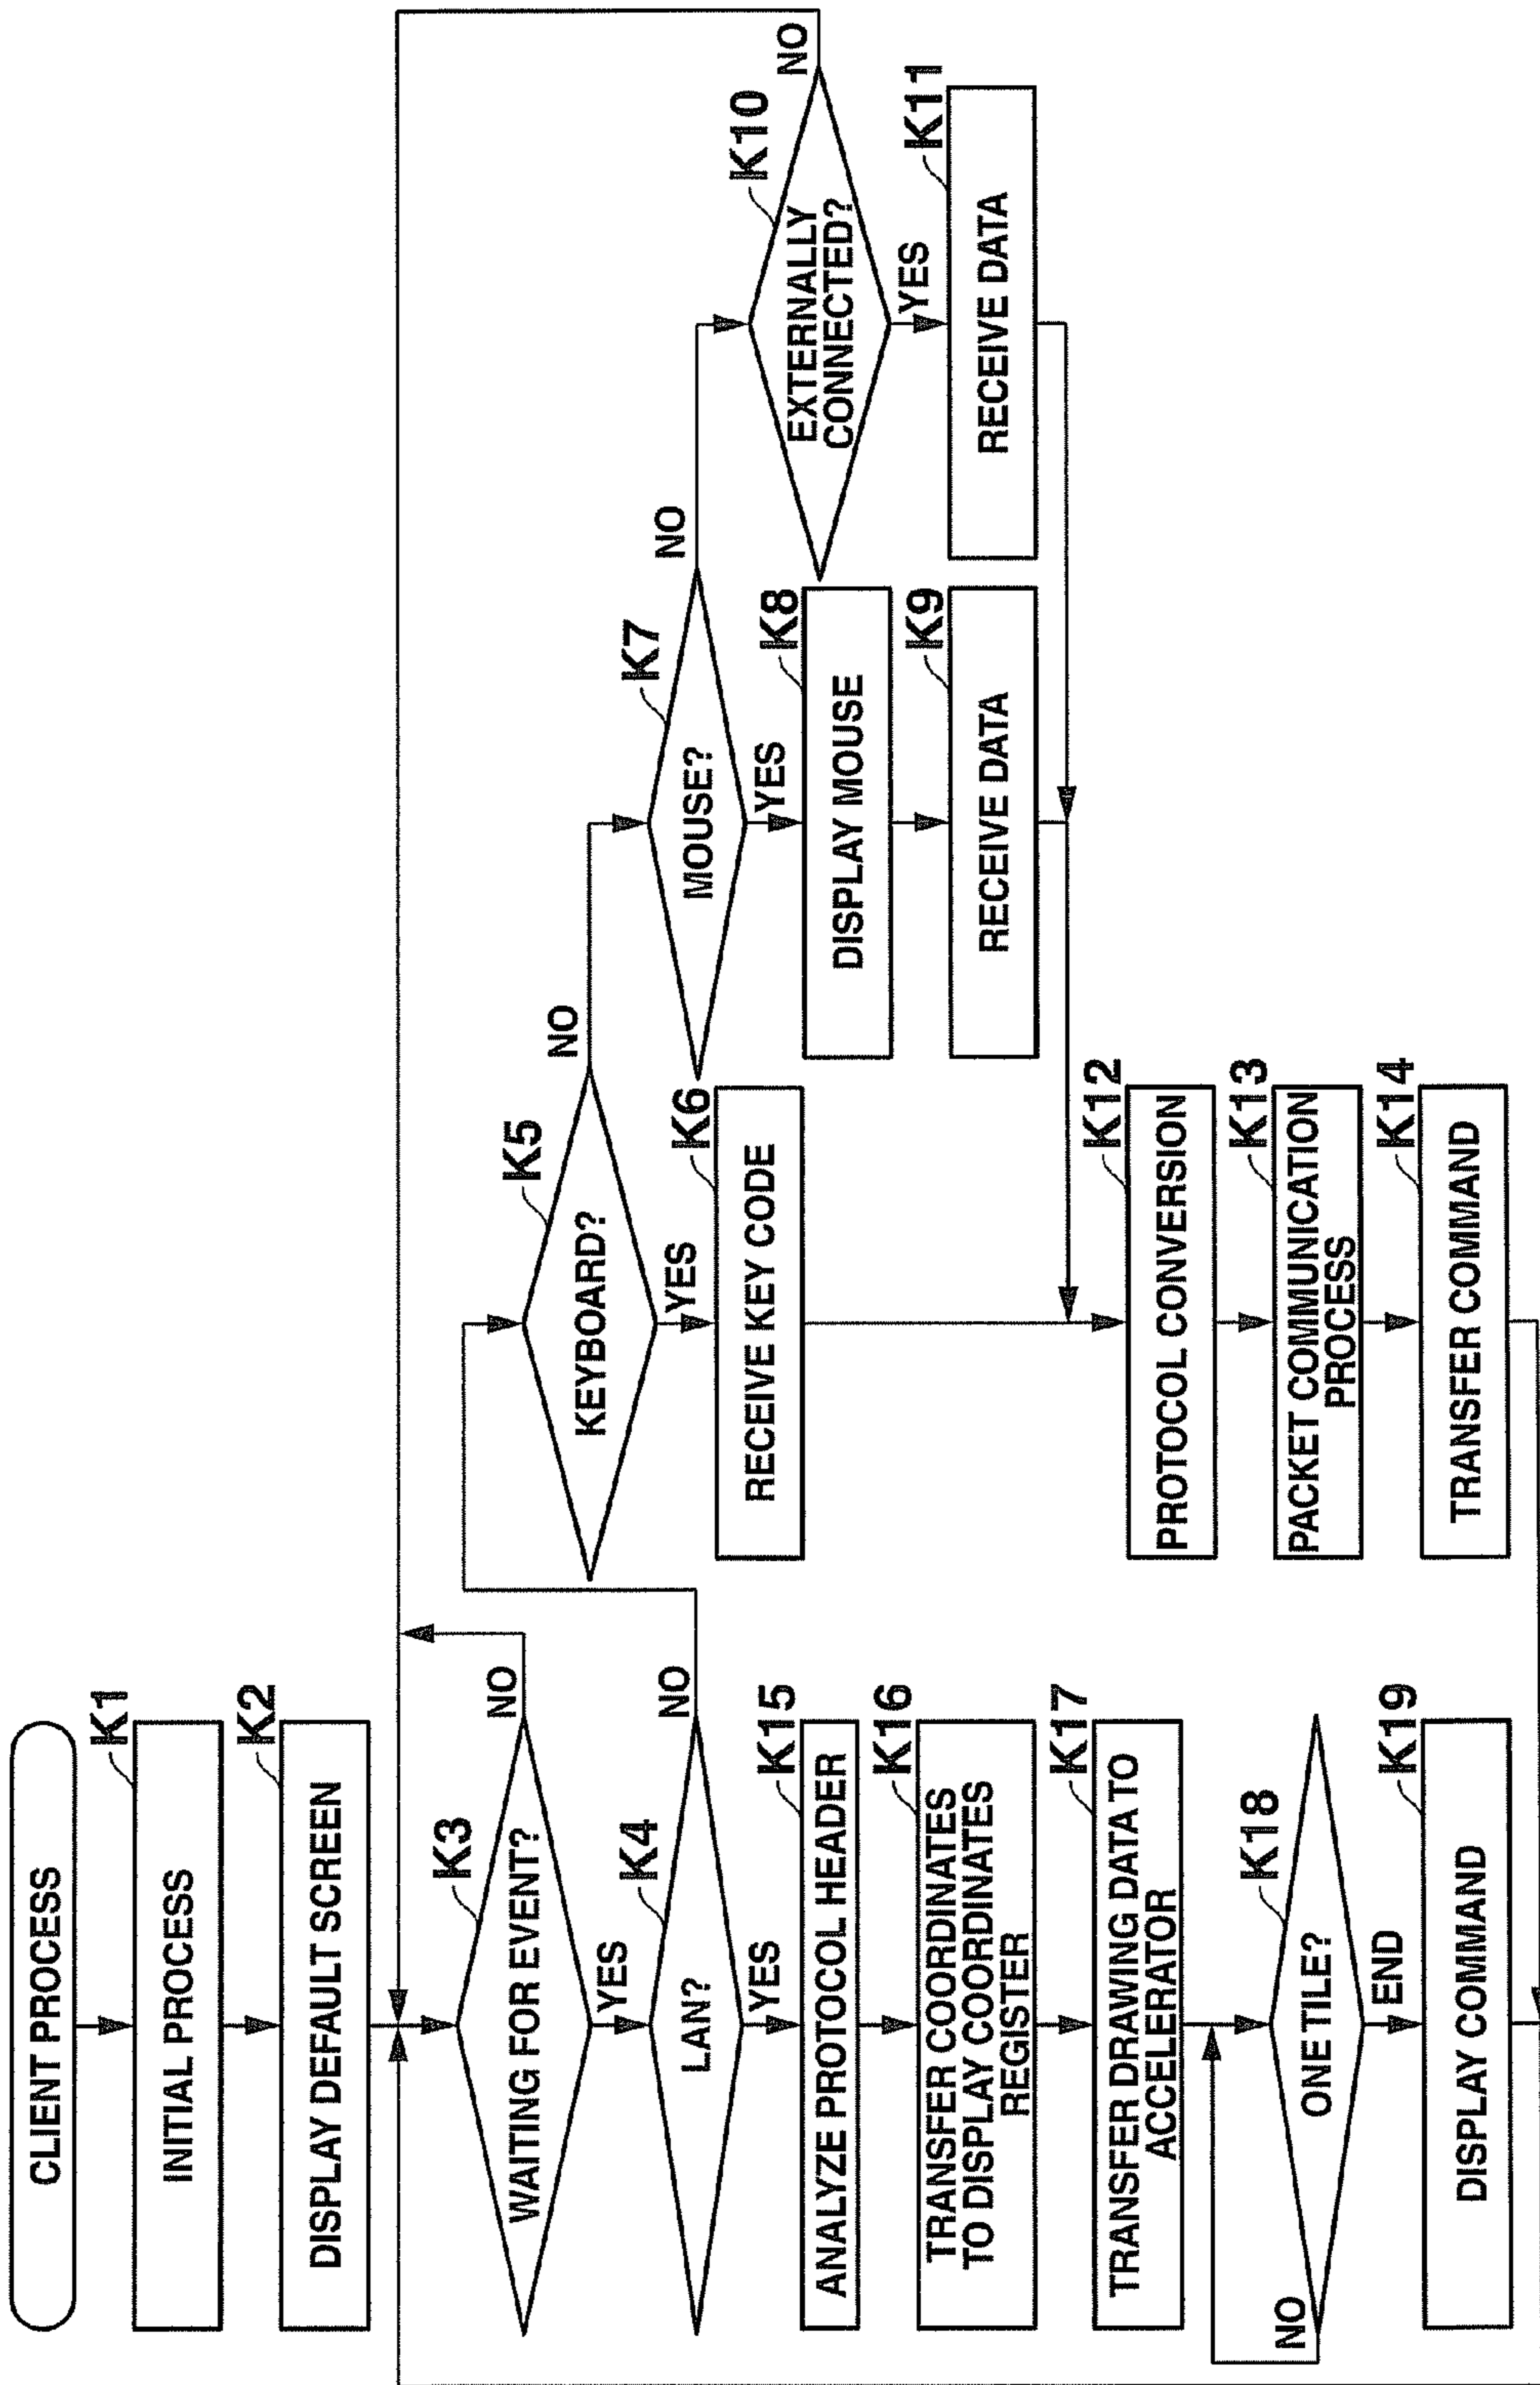 CLIENT PROCESS
K1
INITIAL PROCESS
K2
DISPLAY DEFAULT SCREEN
K3
WAITING FOR EVENT?
NO
YES
K4
LAN?
NO
YES
K5
KEYBOARD?
NO
YES
K6
RECEIVE KEY CODE
K7
MOUSE?
NO
YES
K8
DISPLAY MOUSE
K9
RECEIVE DATA
K10
EXTERNALLY
CONNECTED?
NO
YES
K11
RECEIVE DATA
K12
PROTOCOL CONVERSION
K13
PACKET COMMUNICATION
PROCESS
K14
TRANSFER COMMAND
K15
ANALYZE PROTOCOL HEADER
K16
TRANSFER COORDINATES
TO DISPLAY COORDINATES
REGISTER
K17
TRANSFER DRAWING DATA TO
ACCELERATOR
K18
ONE TILE?
NO
END
K19
DISPLAY COMMAND